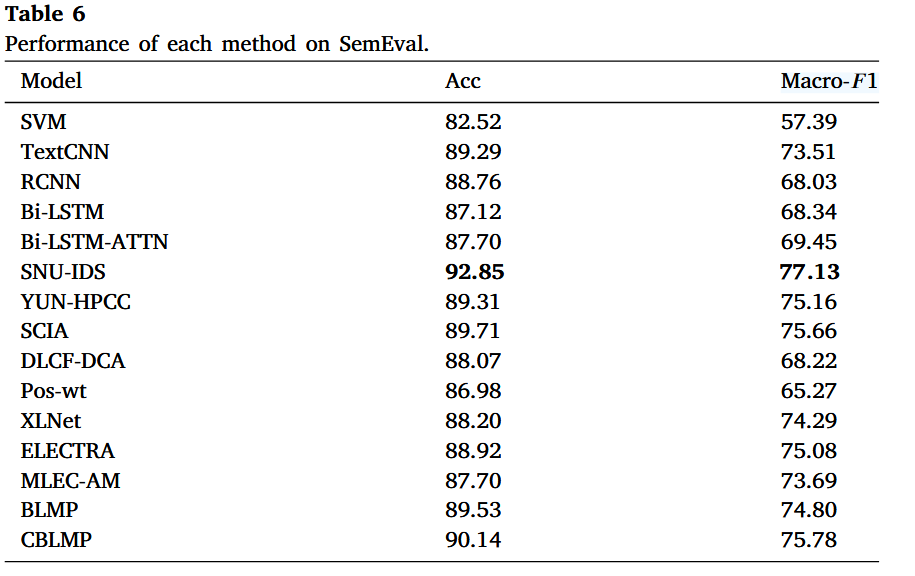 Table 6
Performance of each method on SemEval.
Model Acc Macro-F1
SVM 82.52 57.39
TextCNN 89.29 73.51
RCNN 88.76 68.03
Bi-LSTM 87.12 68.34
Bi-LSTM-ATTN 87.70 69.45
SNU-IDS 92.85 77.13
YUN-HPCC 89.31 75.16
SCIA 89.71 75.66
DLCF-DCA 88.07 68.22
Pos-wt 86.98 65.27
XLNet 88.20 74.29
ELECTRA 88.92 75.08
MLEC-AM 87.70 73.69
BLMP 89.53 74.80
CBLMP 90.14 75.78